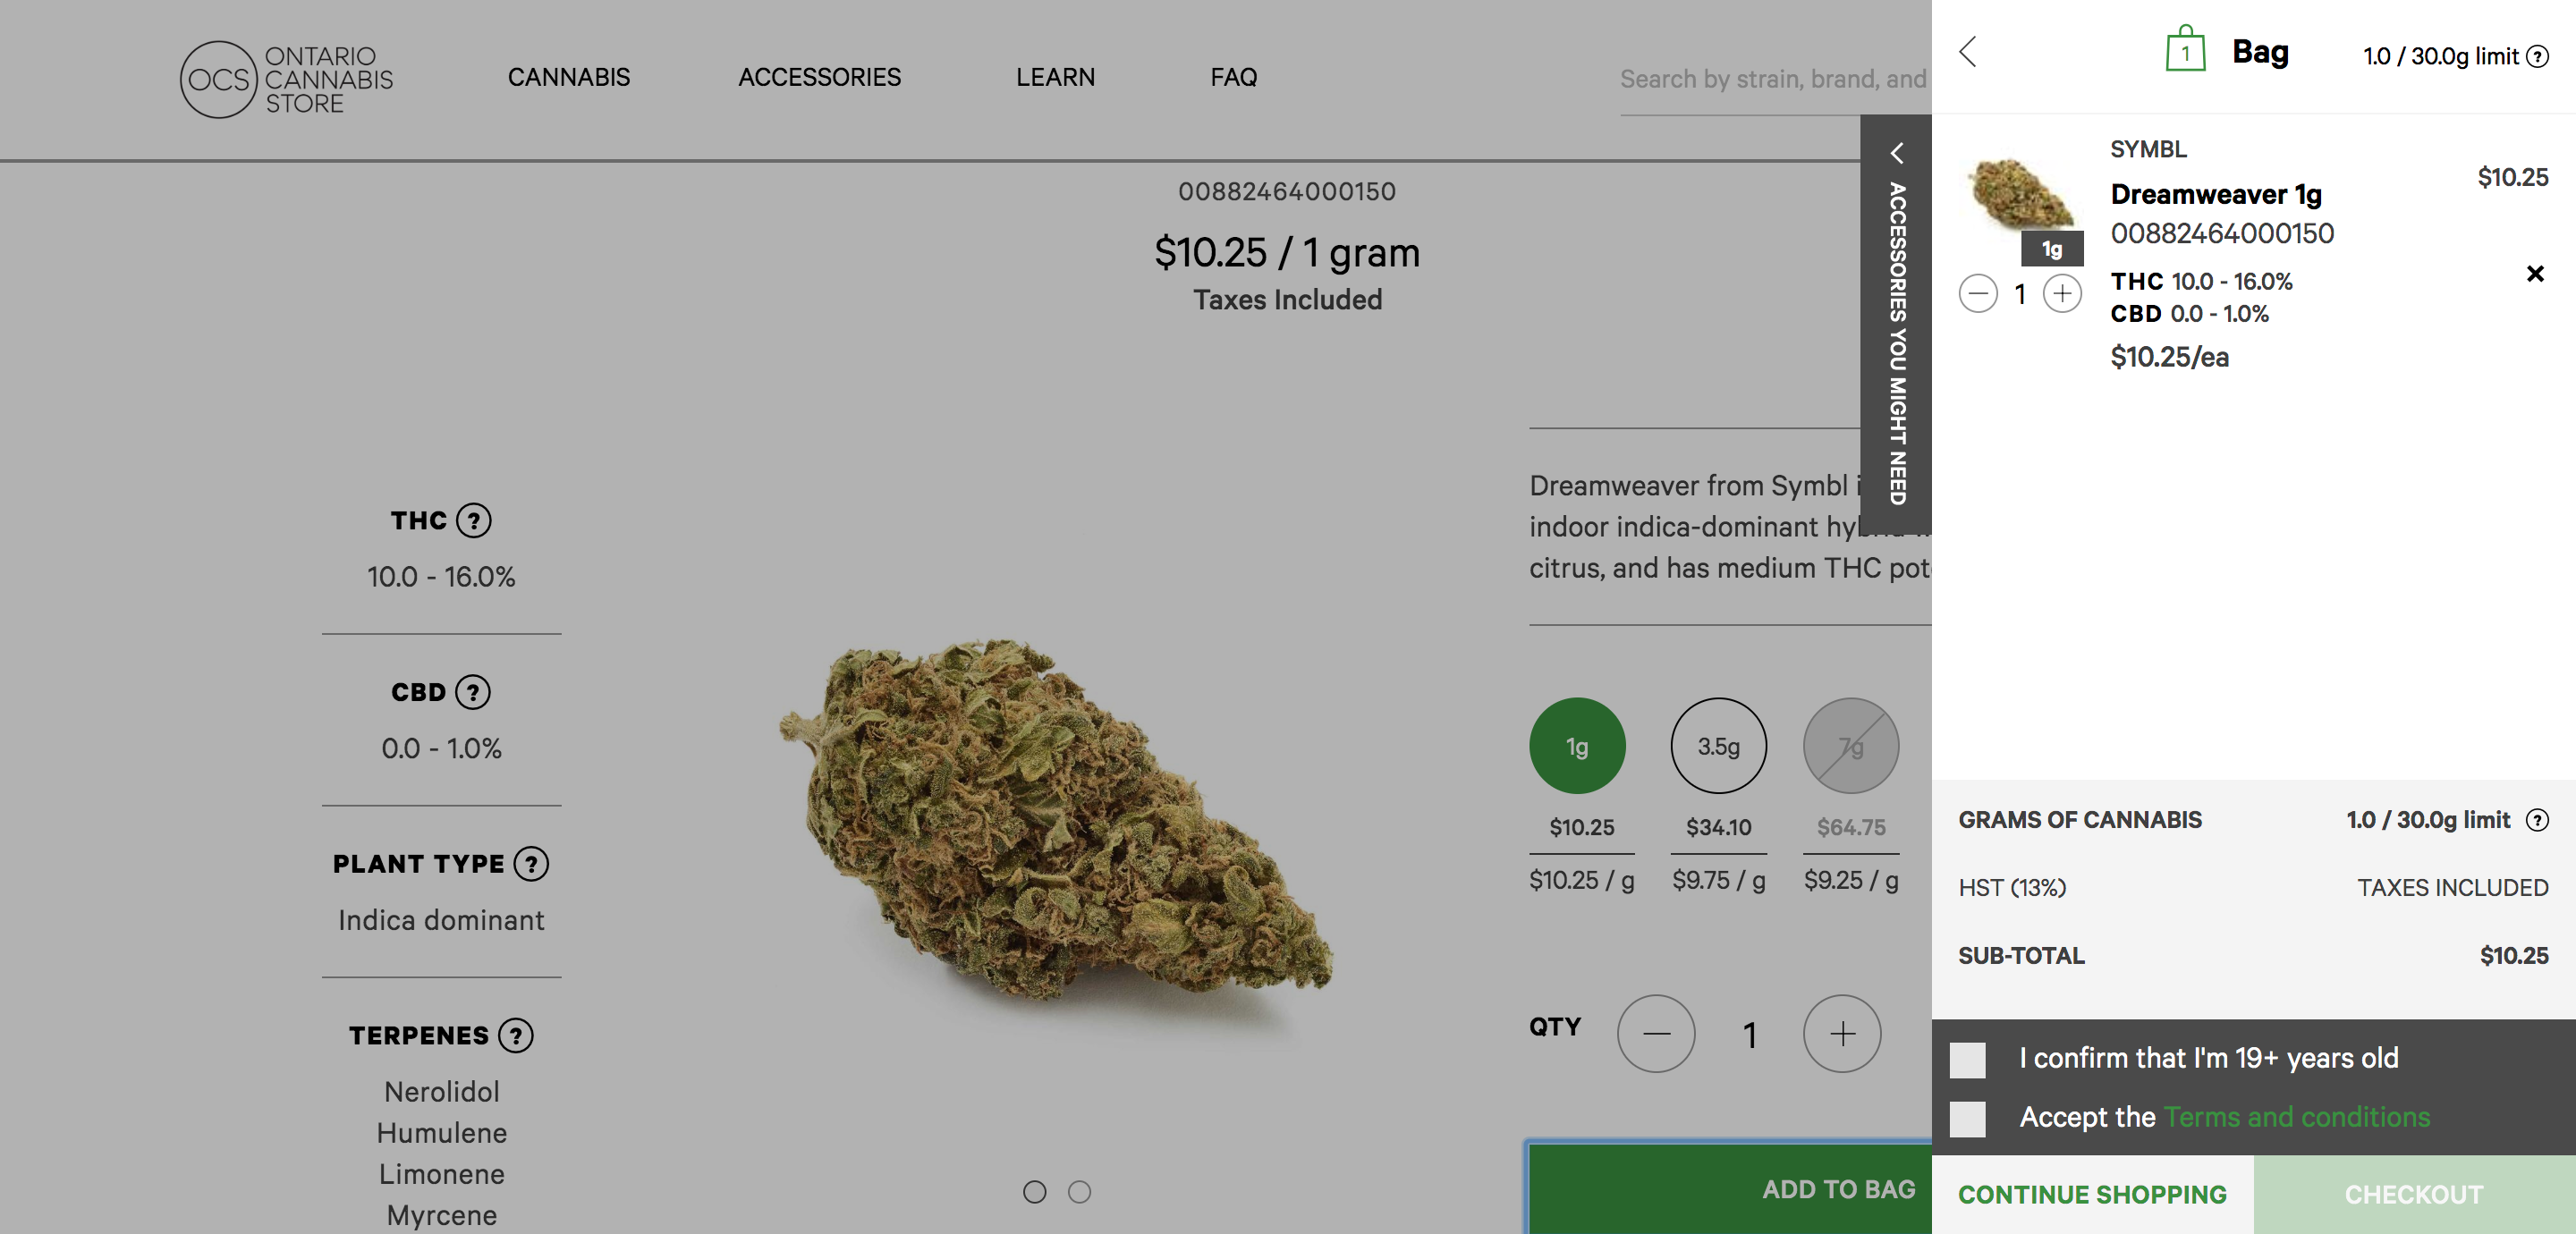 OCS
ONTARIO
CANNABIS
STORE
CANNABIS
ACCESSORIES
LEARN
FAQ
Search by strain, brand, and
00882464000150
$10.25 / 1 gram
Taxes Included
THC ?
10.0 - 16.0%
CBD ?
0.0 - 1.0%
PLANT TYPE ?
Indica dominant
TERPENES ?
Nerolidol
Humulene
Limonene
Myrcene
Dreamweaver from Symbl
indoor indica-dominant
citrus, and has medium THC
1g
3.5g
7g
$10.25
$34.10
$64.75
$10.25 / g
$9.75 / g
$9.25 / g
QTY
1
ADD TO BAG
ACCESSORIES YOU MIGHT NEED
1
Bag
1.0 / 30.0g limit ?
SYMBL
$10.25
Dreamweaver 1g
00882464000150
1g
1
THC 10.0 - 16.0%
CBD 0.0 - 1.0%
$10.25/ea
GRAMS OF CANNABIS
1.0 / 30.0g limit ?
HST (13%)
TAXES INCLUDED
SUB-TOTAL
$10.25
I confirm that I'm 19+ years old
Accept the Terms and conditions
CONTINUE SHOPPING
CHECKOUT